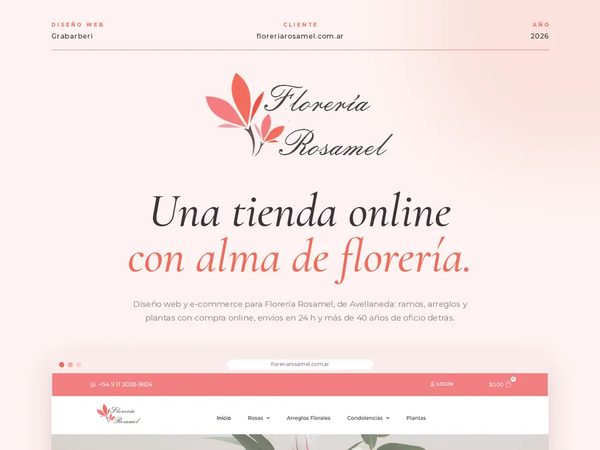 DISEÑO WEB
Grabarberi
CLIENTE
floreriarosamel.com.ar
AÑO
2026
Florería
Rosamel
Una tienda online
con alma de florería.
Diseño web y e-commerce para Florería Rosamel, de Avellaneda: ramos, arreglos y
plantas con compra online, envíos en 24 h y más de 40 años de oficio detrás.
floreriarosamel.com.ar
+54 9 11 3028-9824
LOGIN
$0,00
0
Florería
Rosamel
Inicio
Rosas
Arreglos Florales
Condolencias
Plantas